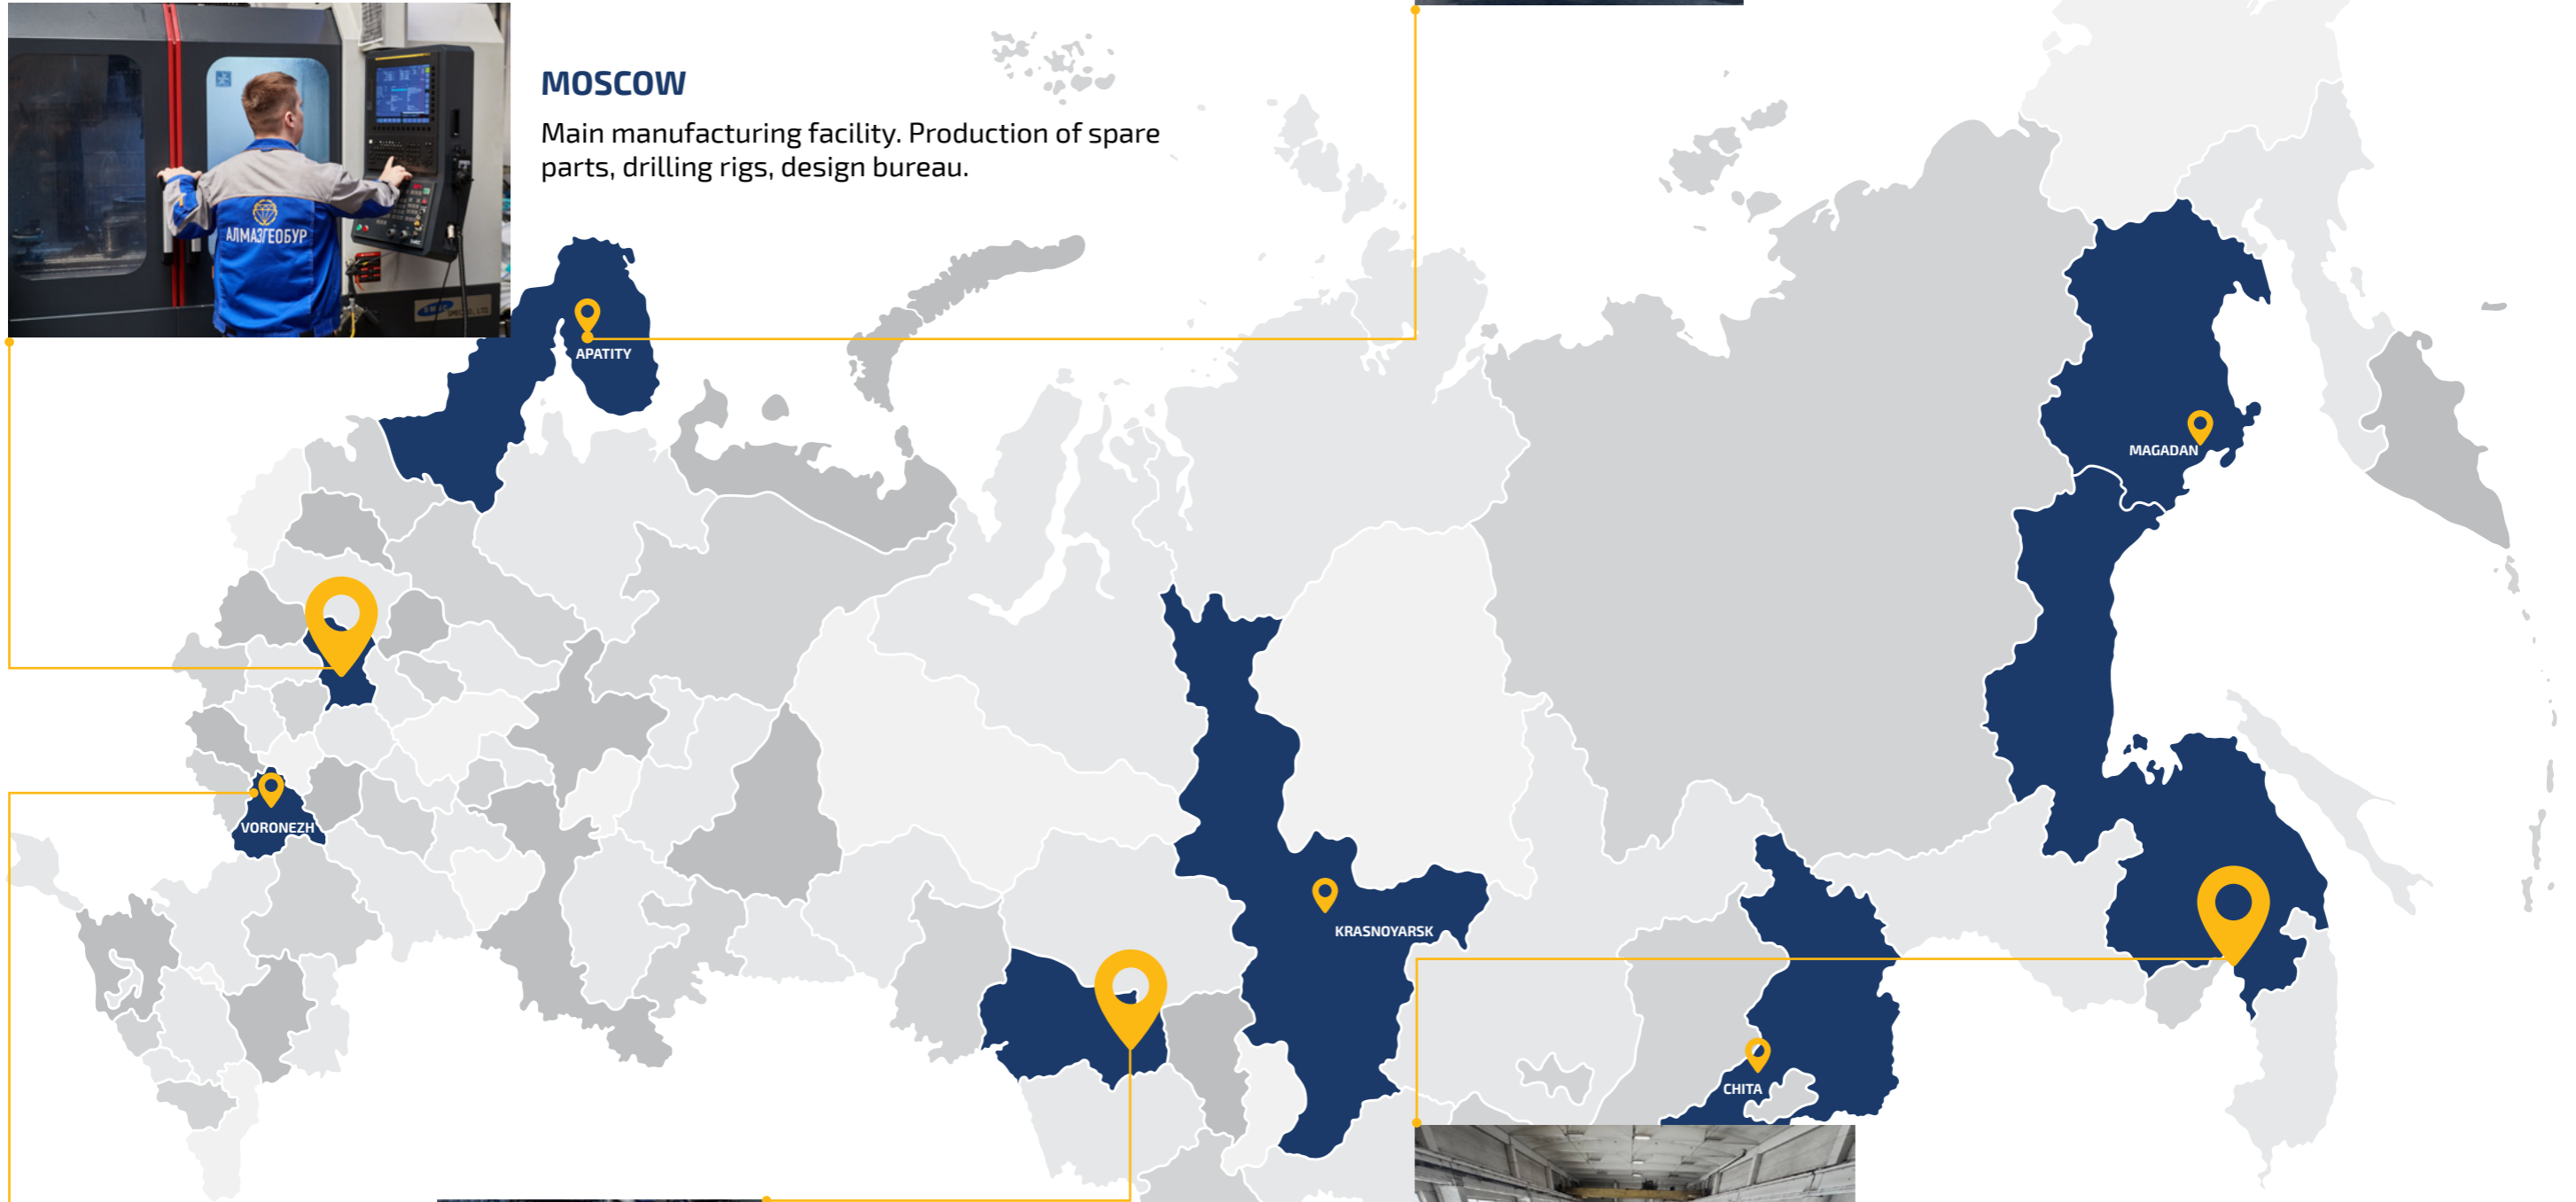 MOSCOW
Main manufacturing facility. Production of spare
parts, drilling rigs, design bureau.
АЛМАЗГЕОБУР
APATITY
MAGADAN
VORONEZH
KRASNOYARSK
CHITA